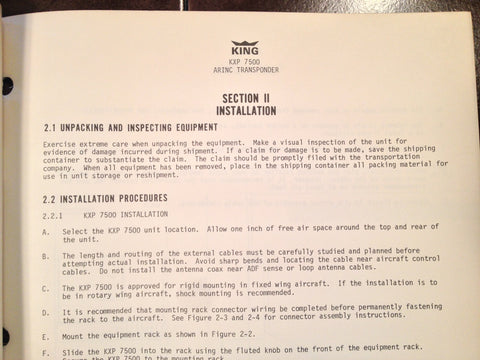 KING
KXP 7500
ARINC TRANSPONDER
SECTION II
INSTALLATION
2.1 UNPACKING AND INSPECTING EQUIPMENT
Exercise extreme care when unpacking the equipment. Make a visual inspection of the unit for
evidence of damage incurred during shipment. If a claim for damage is to be made, save the shipping
container to substantiate the claim. The claim should be promptly filed with the transportation
company. When all equipment has been removed, place in the shipping container all packing material for
use in unit storage or reshipment.
2.2 INSTALLATION PROCEDURES
2.2.1 KXP 7500 INSTALLATION
A. Select the KXP 7500 unit location. Allow one inch of free air space around the top and rear of
the unit.
B. The length and routing of the external cables must be carefully studied and planned before
attempting actual installation. Avoid sharp bends and locating the cable near aircraft control
cables. Do not install the antenna coax near ADF sense or loop antenna cables.
C. The KXP 7500 is approved for rigid mounting in fixed wing aircraft. If the installation is to
be in rotary wing aircraft, shock mounting is recommended.
D. It is recommended that mounting rack connector wiring be completed before permanently fastening
the rack to the aircraft. See Figure 2-3 and 2-4 for connector assembly instructions.
E. Mount the equipment rack as shown in Figure 2-2.
F. Slide the KXP 7500 into the rack using the fluted knob on the front of the equipment rack.